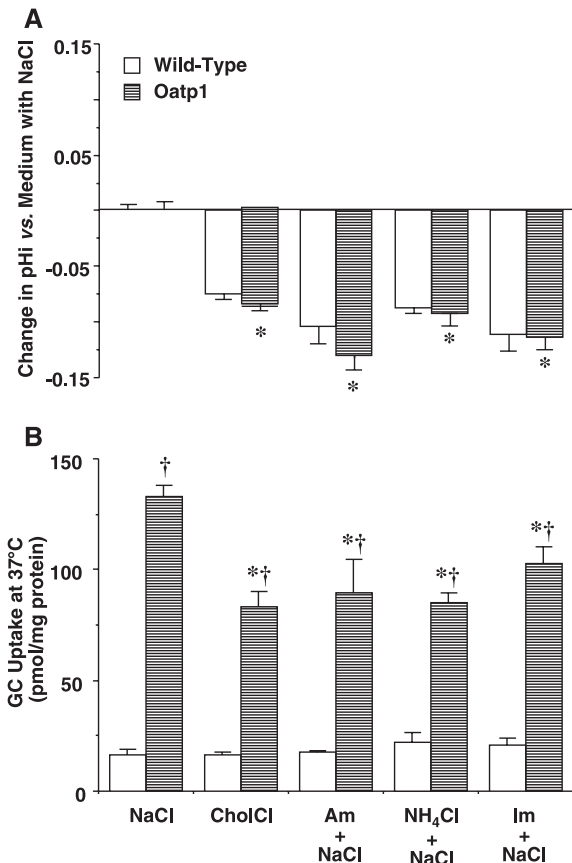 A
0.15
0.05
-0.05
-0.15
Change in pHi vs. Medium with NaCl
Wild-Type
Oatp1
*
*
*
*
B
150
100
50
0
GC Uptake at 37°C
(pmol/mg protein)
†
*†
*†
*†
*†
NaCl
CholCl
Am
+
NaCl
NH₄Cl
+
NaCl
Im
+
NaCl